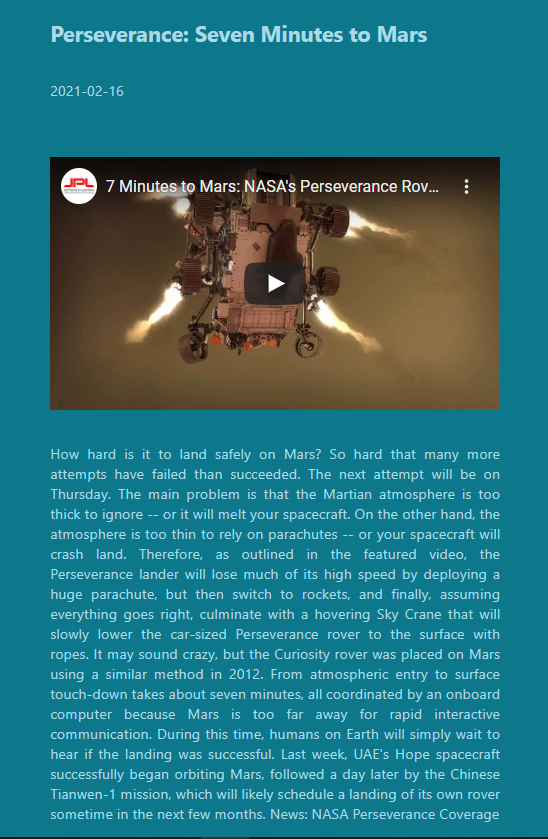 Perseverance: Seven Minutes to Mars
2021-02-16
JPL
7 Minutes to Mars: NASA's Perseverance Rov...
How hard is it to land safely on Mars? So hard that many more
attempts have failed than succeeded. The next attempt will be on
Thursday. The main problem is that the Martian atmosphere is too
thick to ignore -- or it will melt your spacecraft. On the other hand, the
atmosphere is too thin to rely on parachutes -- or your spacecraft will
crash land. Therefore, as outlined in the featured video, the
Perseverance lander will lose much of its high speed by deploying a
huge parachute, but then switch to rockets, and finally, assuming
everything goes right, culminate with a hovering Sky Crane that will
slowly lower the car-sized Perseverance rover to the surface with
ropes. It may sound crazy, but the Curiosity rover was placed on Mars
using a similar method in 2012. From atmospheric entry to surface
touch-down takes about seven minutes, all coordinated by an onboard
computer because Mars is too far away for rapid interactive
communication. During this time, humans on Earth will simply wait to
hear if the landing was successful. Last week, UAE's Hope spacecraft
successfully began orbiting Mars, followed a day later by the Chinese
Tianwen-1 mission, which will likely schedule a landing of its own rover
sometime in the next few months. News: NASA Perseverance Coverage